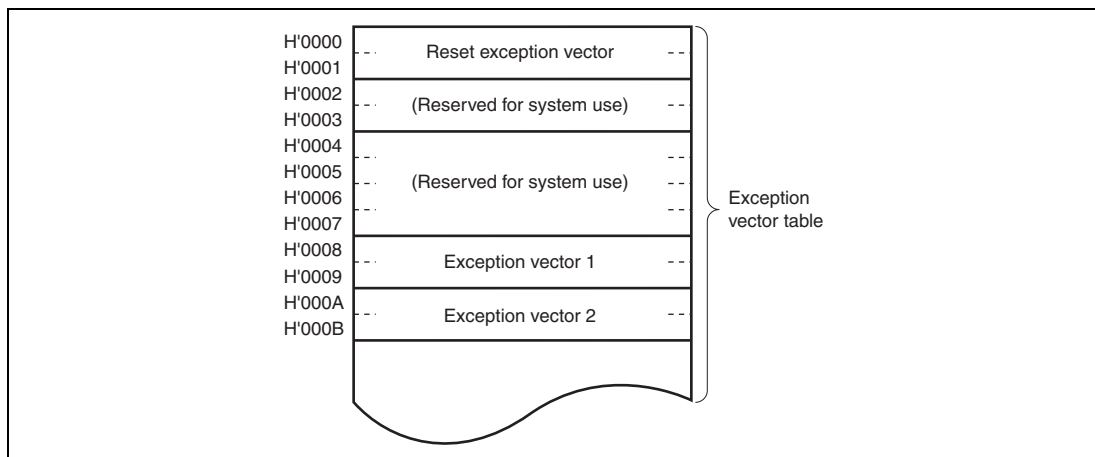 H'0000
H'0001
Reset exception vector
H'0002
H'0003
(Reserved for system use)
H'0004
H'0005
H'0006
H'0007
(Reserved for system use)
H'0008
H'0009
Exception vector 1
H'000A
H'000B
Exception vector 2
Exception
vector table